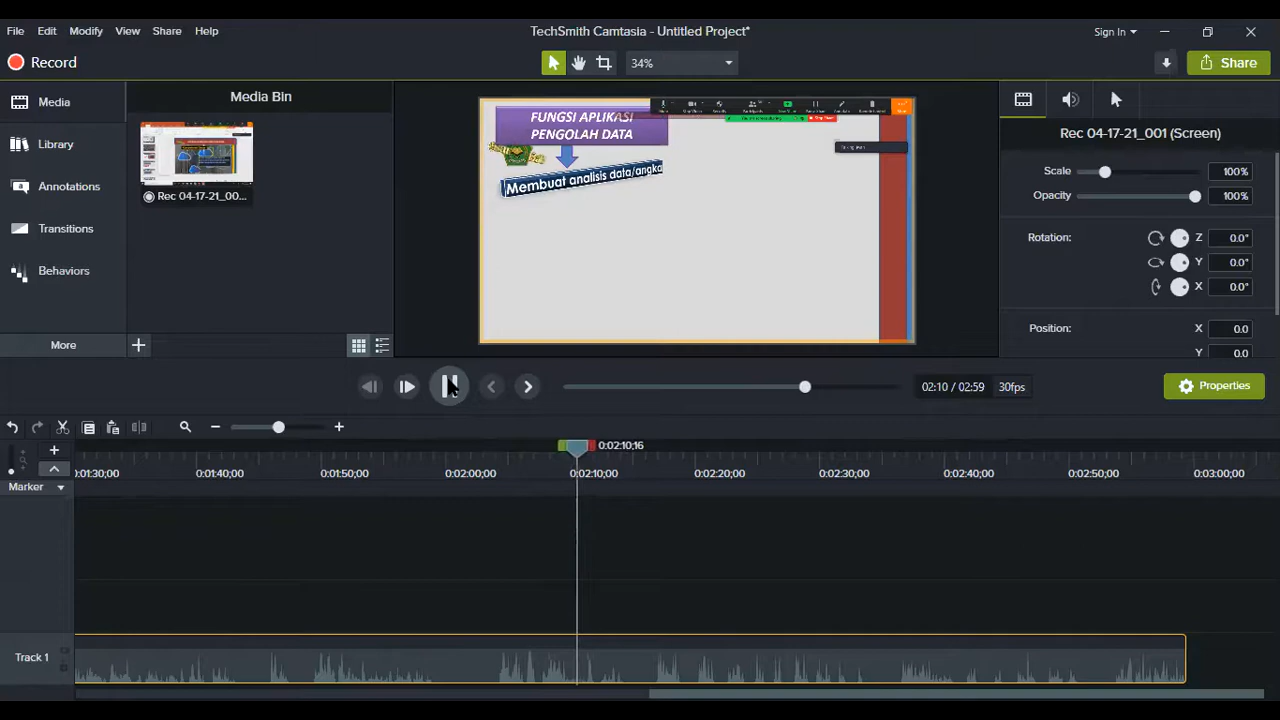 File Edit Modify View Share Help
TechSmith Camtasia - Untitled Project*
Sign In
Record
34%
Share
Media
Library
Annotations
Transitions
Behaviors
More
Media Bin
Rec 04-17-21_00...
FUNGSI APLIKASI
PENGOLAH DATA
Membuat analisis data/angka
Rec 04-17-21_001 (Screen)
Scale 100%
Opacity 100%
Rotation: Z 0.0°
Y 0.0°
X 0.0°
Position: X 0.0
Y 0.0
02:10 / 02:59 30fps
Properties
0:02:10;16
0:01:30;00 0:01:40;00 0:01:50;00 0:02:00;00 0:02:10;00 0:02:20;00 0:02:30;00 0:02:40;00 0:02:50;00 0:03:00;00
Marker
Track 1